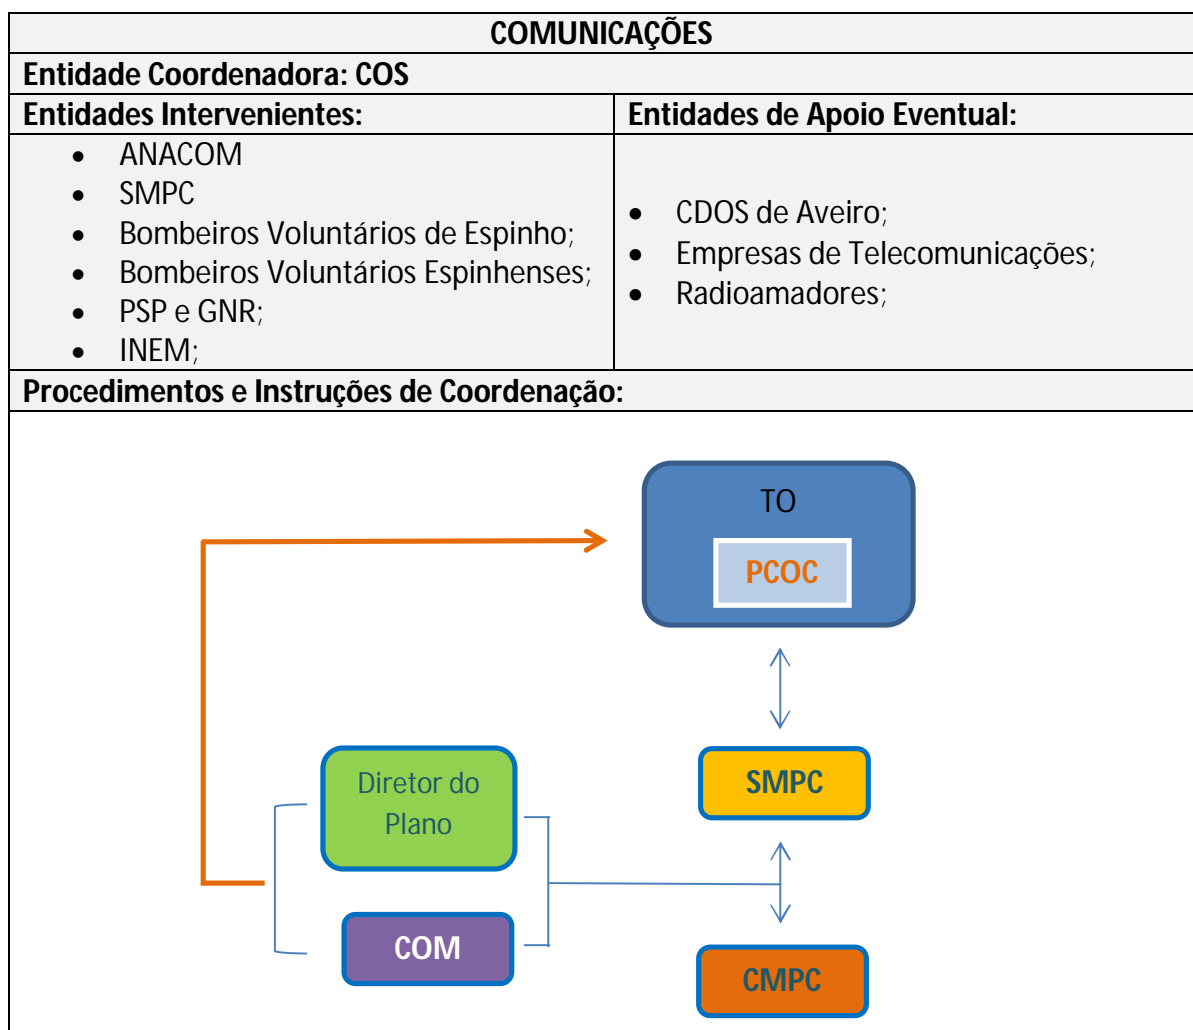 COMUNICAÇÕES
Entidade Coordenadora: COS
Entidades Intervenientes:
Entidades de Apoio Eventual:
• ANACOM
• SMPC
• Bombeiros Voluntários de Espinho;
• Bombeiros Voluntários Espinhenses;
• PSP e GNR;
• INEM;
• CDOS de Aveiro;
• Empresas de Telecomunicações;
• Radioamadores;
Procedimentos e Instruções de Coordenação:
TO
PCOC
Diretor do
Plano
SMPC
COM
CMPC